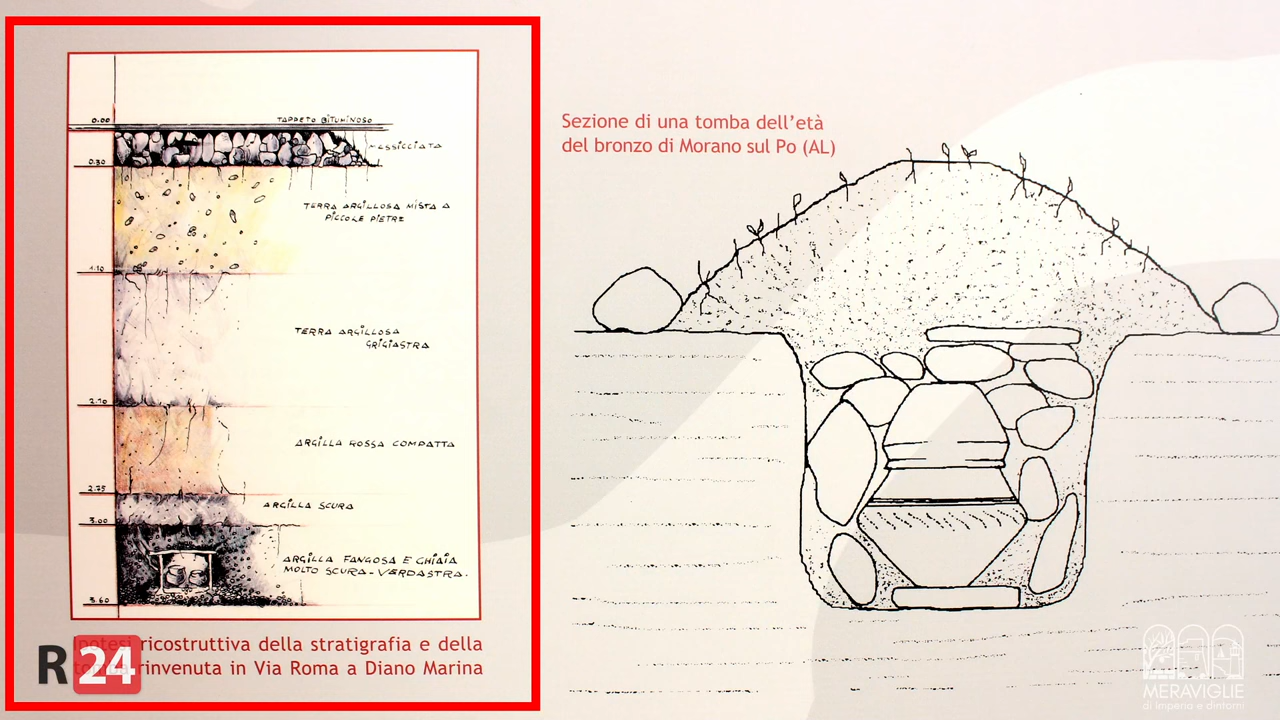 0.00
TAPPETO BITUMINOSO
MASSICCIATA
0.30
TERRA ARGILLOSA MISTA A
PICCOLE PIETRE
1.10
TERRA ARGILLOSA
GRIGIASTRA
2.10
ARGILLA ROSSA COMPATTA
2.75
ARGILLA SCURA
3.00
ARGILLA FANGOSA E GHIAIA
MOLTO SCURA-VERDASTRA.
3.60
Ipotesi ricostruttiva della stratigrafia e della
rinvenuta in Via Roma a Diano Marina
R24
Sezione di una tomba dell'età
del bronzo di Morano sul Po (AL)
MERAVIGLIE
di Imperia e dintorni